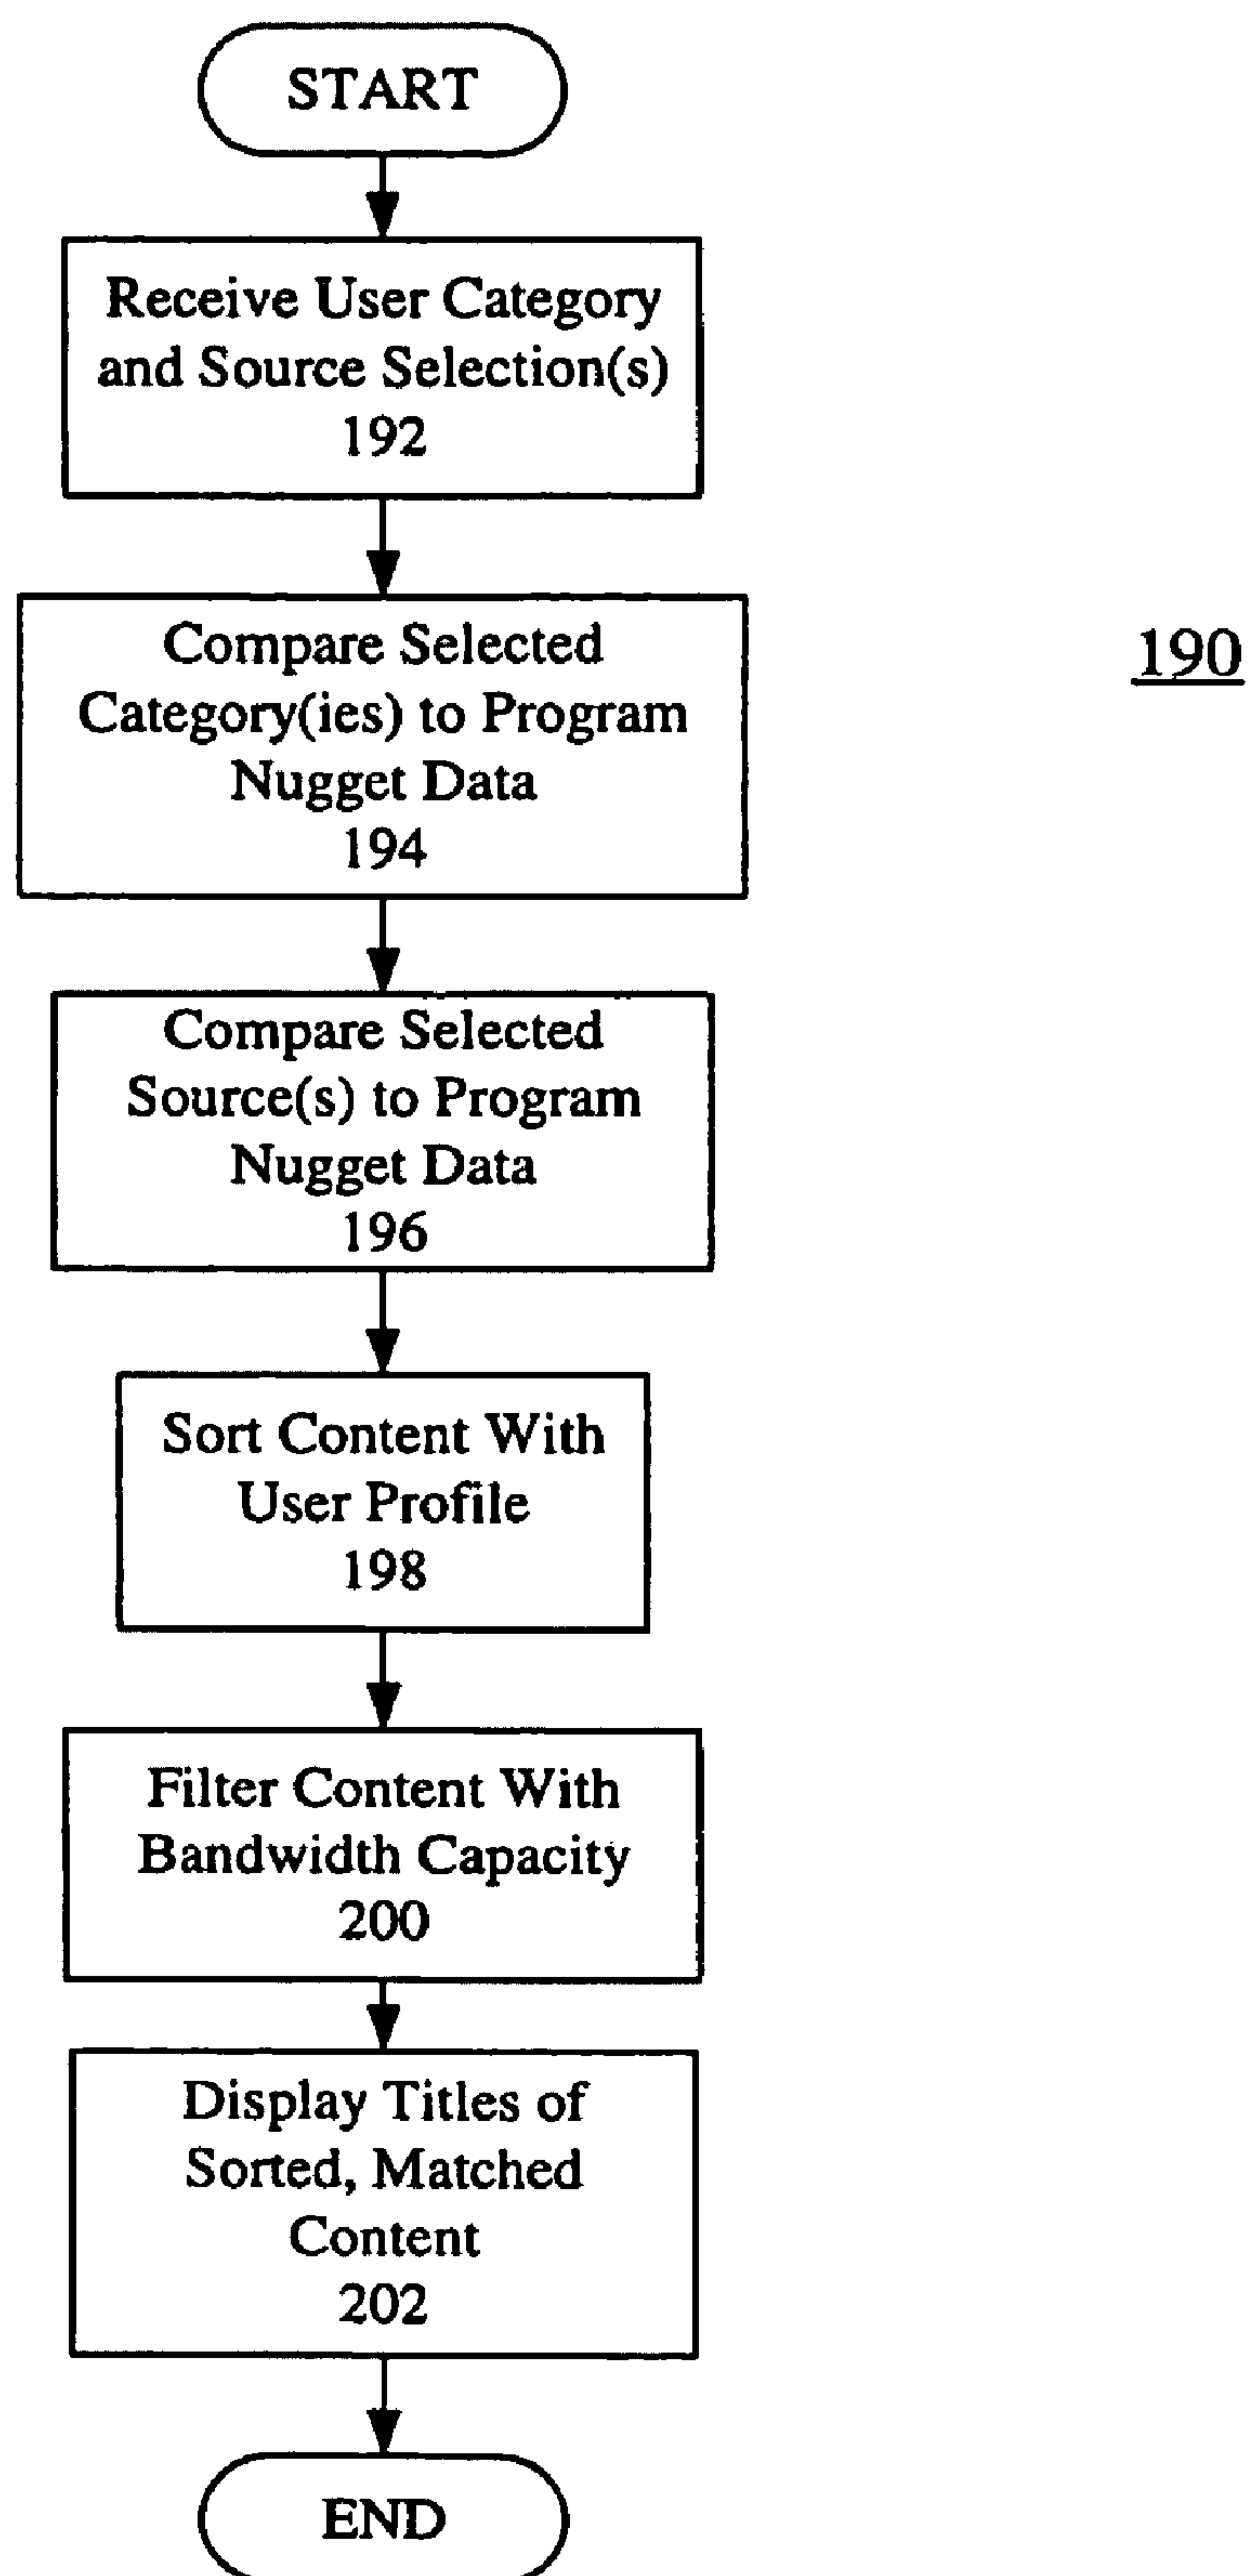 START
Receive User Category
and Source Selection(s)
192
Compare Selected
Category(ies) to Program
Nugget Data
194
190
Compare Selected
Source(s) to Program
Nugget Data
196
Sort Content With
User Profile
198
Filter Content With
Bandwidth Capacity
200
Display Titles of
Sorted, Matched
Content
202
END